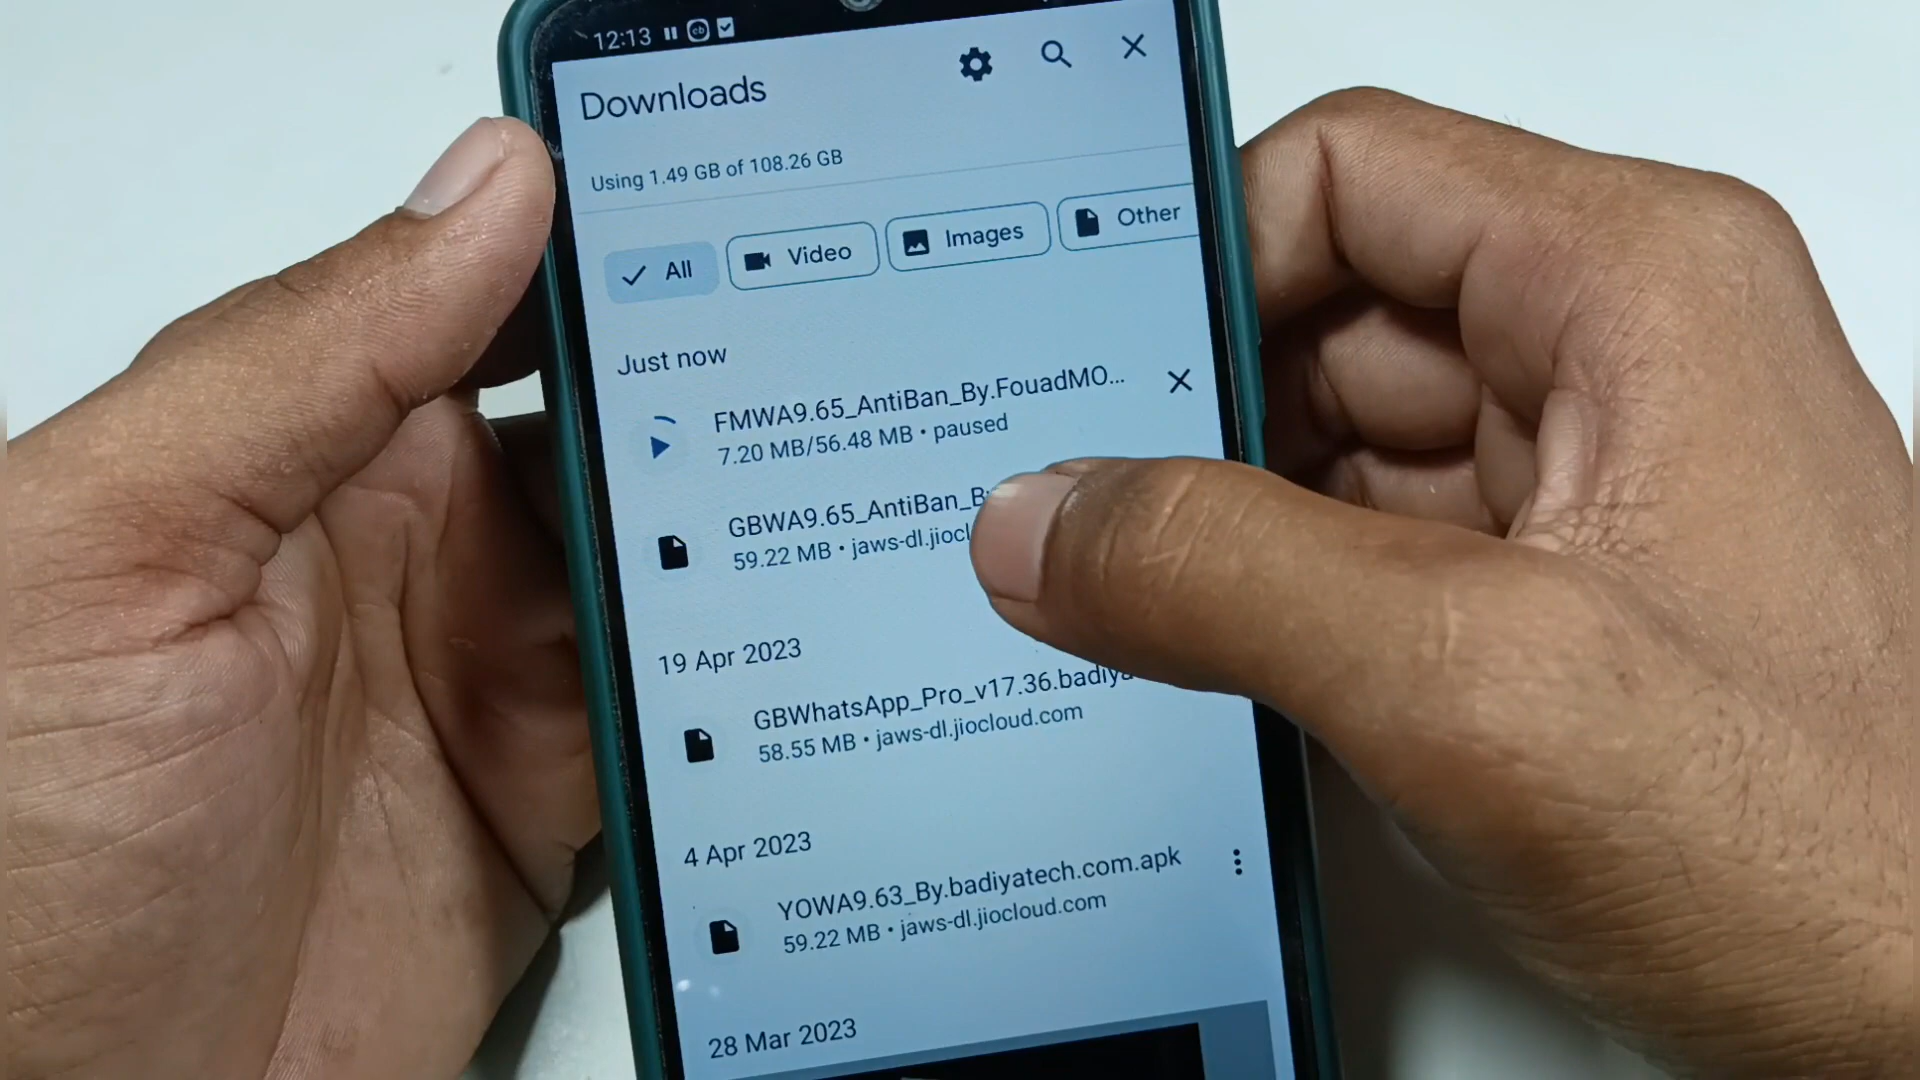 12:13
Downloads
Using 1.49 GB of 108.26 GB
All
Video
Images
Other
Just now
FMWA9.65_AntiBan_By.FouadMO...
7.20 MB/56.48 MB • paused
GBWA9.65_AntiBan_B
59.22 MB • jaws-dl.jiocl
19 Apr 2023
GBWhatsApp_Pro_v17.36.badiya
58.55 MB • jaws-dl.jiocloud.com
4 Apr 2023
YOWA9.63_By.badiyatech.com.apk
59.22 MB • jaws-dl.jiocloud.com
28 Mar 2023